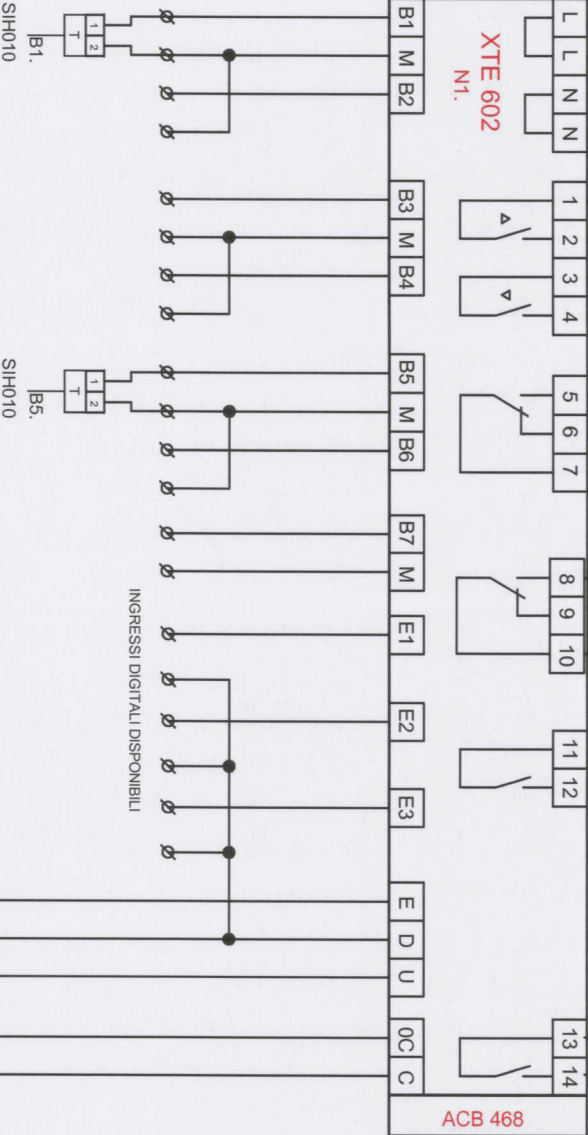 L L N N 1 2 3 4 5 6 7 8 9 10 11 12 13 14
XTE 602
N1.
ACB 468
B1 M B2 B3 M B4 B5 M B6 B7 M E1 E2 E3 E D U 0C C
INGRESSI DIGITALI DISPONIBILI
1 2 1 2
T T
B1. B5.
SIH010 SIH010